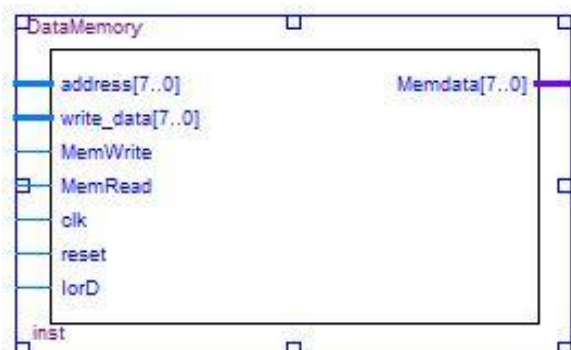 DataMemory
address[7..0] Memdata[7..0]
write_data[7..0]
MemWrite
MemRead
clk
reset
IorD
inst